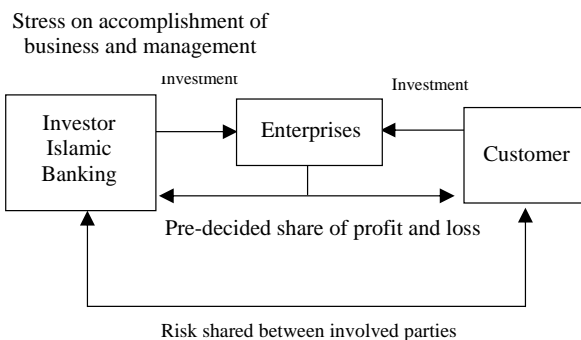 Stress on accomplishment of
business and management
Investment
Investment
Investor
Islamic
Banking
Enterprises
Customer
Pre-decided share of profit and loss
Risk shared between involved parties